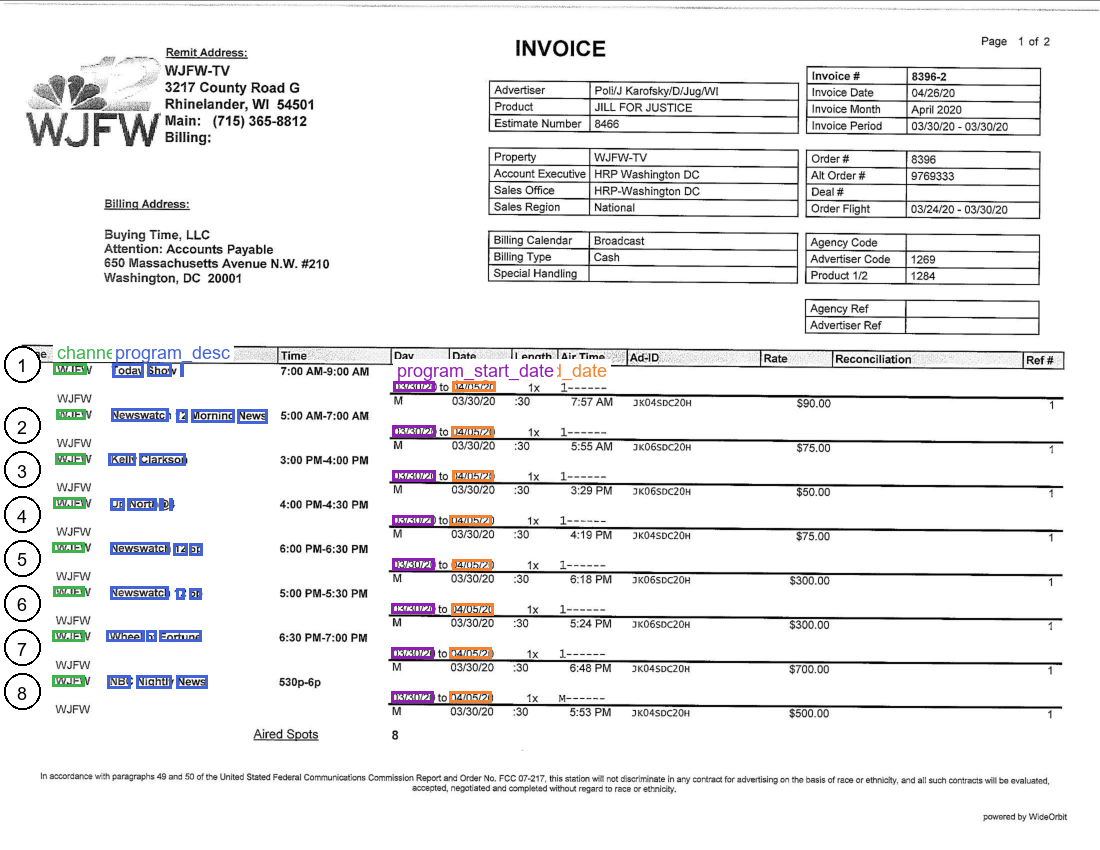 INVOICE
Page 1 of 2
Remit Address:
WJFW-TV
3217 County Road G
Rhinelander, WI 54501
Main: (715) 365-8812
Billing:
12
WJFW
Advertiser Poli/J Karofsky/D/Jug/WI
Product JILL FOR JUSTICE
Estimate Number 8466
Invoice # 8396-2
Invoice Date 04/26/20
Invoice Month April 2020
Invoice Period 03/30/20 - 03/30/20
Property WJFW-TV
Account Executive HRP Washington DC
Sales Office HRP-Washington DC
Sales Region National
Order # 8396
Alt Order # 9769333
Deal #
Order Flight 03/24/20 - 03/30/20
Billing Address:
Buying Time, LLC
Attention: Accounts Payable
650 Massachusetts Avenue N.W. #210
Washington, DC 20001
Billing Calendar Broadcast
Billing Type Cash
Special Handling
Agency Code
Advertiser Code 1269
Product 1/2 1284
Agency Ref
Advertiser Ref
program_desc Time Day Date Length Air Time Ad-ID Rate Reconciliation Ref #
program_start_date
1 WJFW Today Show 7:00 AM-9:00 AM
03/30/20 to 04/05/20 1x 1------
WJFW M 03/30/20 :30 7:57 AM JK04SDC20H $90.00 1
2 WJFW Newswatch 12 Morning News 5:00 AM-7:00 AM
03/30/20 to 04/05/20 1x 1------
WJFW M 03/30/20 :30 5:55 AM JK06SDC20H $75.00 1
3 WJFW Kelly Clarkson 3:00 PM-4:00 PM
03/30/20 to 04/05/20 1x 1------
WJFW M 03/30/20 :30 3:29 PM JK06SDC20H $50.00 1
4 WJFW Up North @4 4:00 PM-4:30 PM
03/30/20 to 04/05/20 1x 1------
WJFW M 03/30/20 :30 4:19 PM JK04SDC20H $75.00 1
5 WJFW Newswatch 12 6p 6:00 PM-6:30 PM
03/30/20 to 04/05/20 1x 1------
WJFW M 03/30/20 :30 6:18 PM JK06SDC20H $300.00 1
6 WJFW Newswatch 12 5p 5:00 PM-5:30 PM
03/30/20 to 04/05/20 1x 1------
WJFW M 03/30/20 :30 5:24 PM JK06SDC20H $300.00 1
7 WJFW Wheel of Fortune 6:30 PM-7:00 PM
03/30/20 to 04/05/20 1x 1------
WJFW M 03/30/20 :30 6:48 PM JK04SDC20H $700.00 1
8 WJFW NBC Nightly News 530p-6p
03/30/20 to 04/05/20 1x M------
WJFW M 03/30/20 :30 5:53 PM JK04SDC20H $500.00 1
Aired Spots 8
In accordance with paragraphs 49 and 50 of the United Stated Federal Communications Commission Report and Order No. FCC 07-217, this station will not discriminate in any contract for advertising on the basis of race or ethnicity, and all such contracts will be evaluated,
accepted, negotiated and completed without regard to race or ethnicity.
powered by WideOrbit